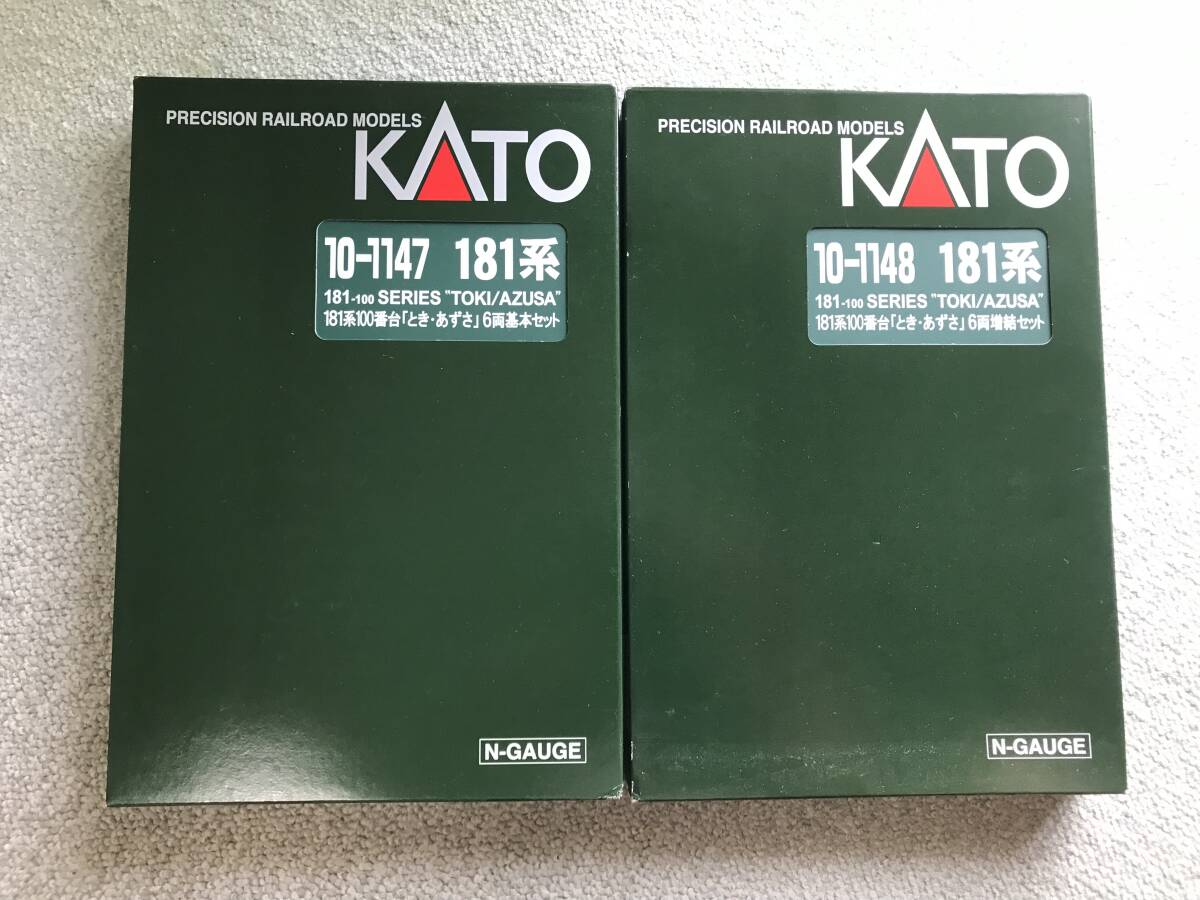 PRECISION RAILROAD MODELS
KATO
10-1147 181系
181-100 SERIES "TOKI/AZUSA"
181系100番台「とき・あずさ」6両基本セット
N-GAUGE
PRECISION RAILROAD MODELS
KATO
10-1148 181系
181-100 SERIES "TOKI/AZUSA"
181系100番台「とき・あずさ」6両増結セット
N-GAUGE